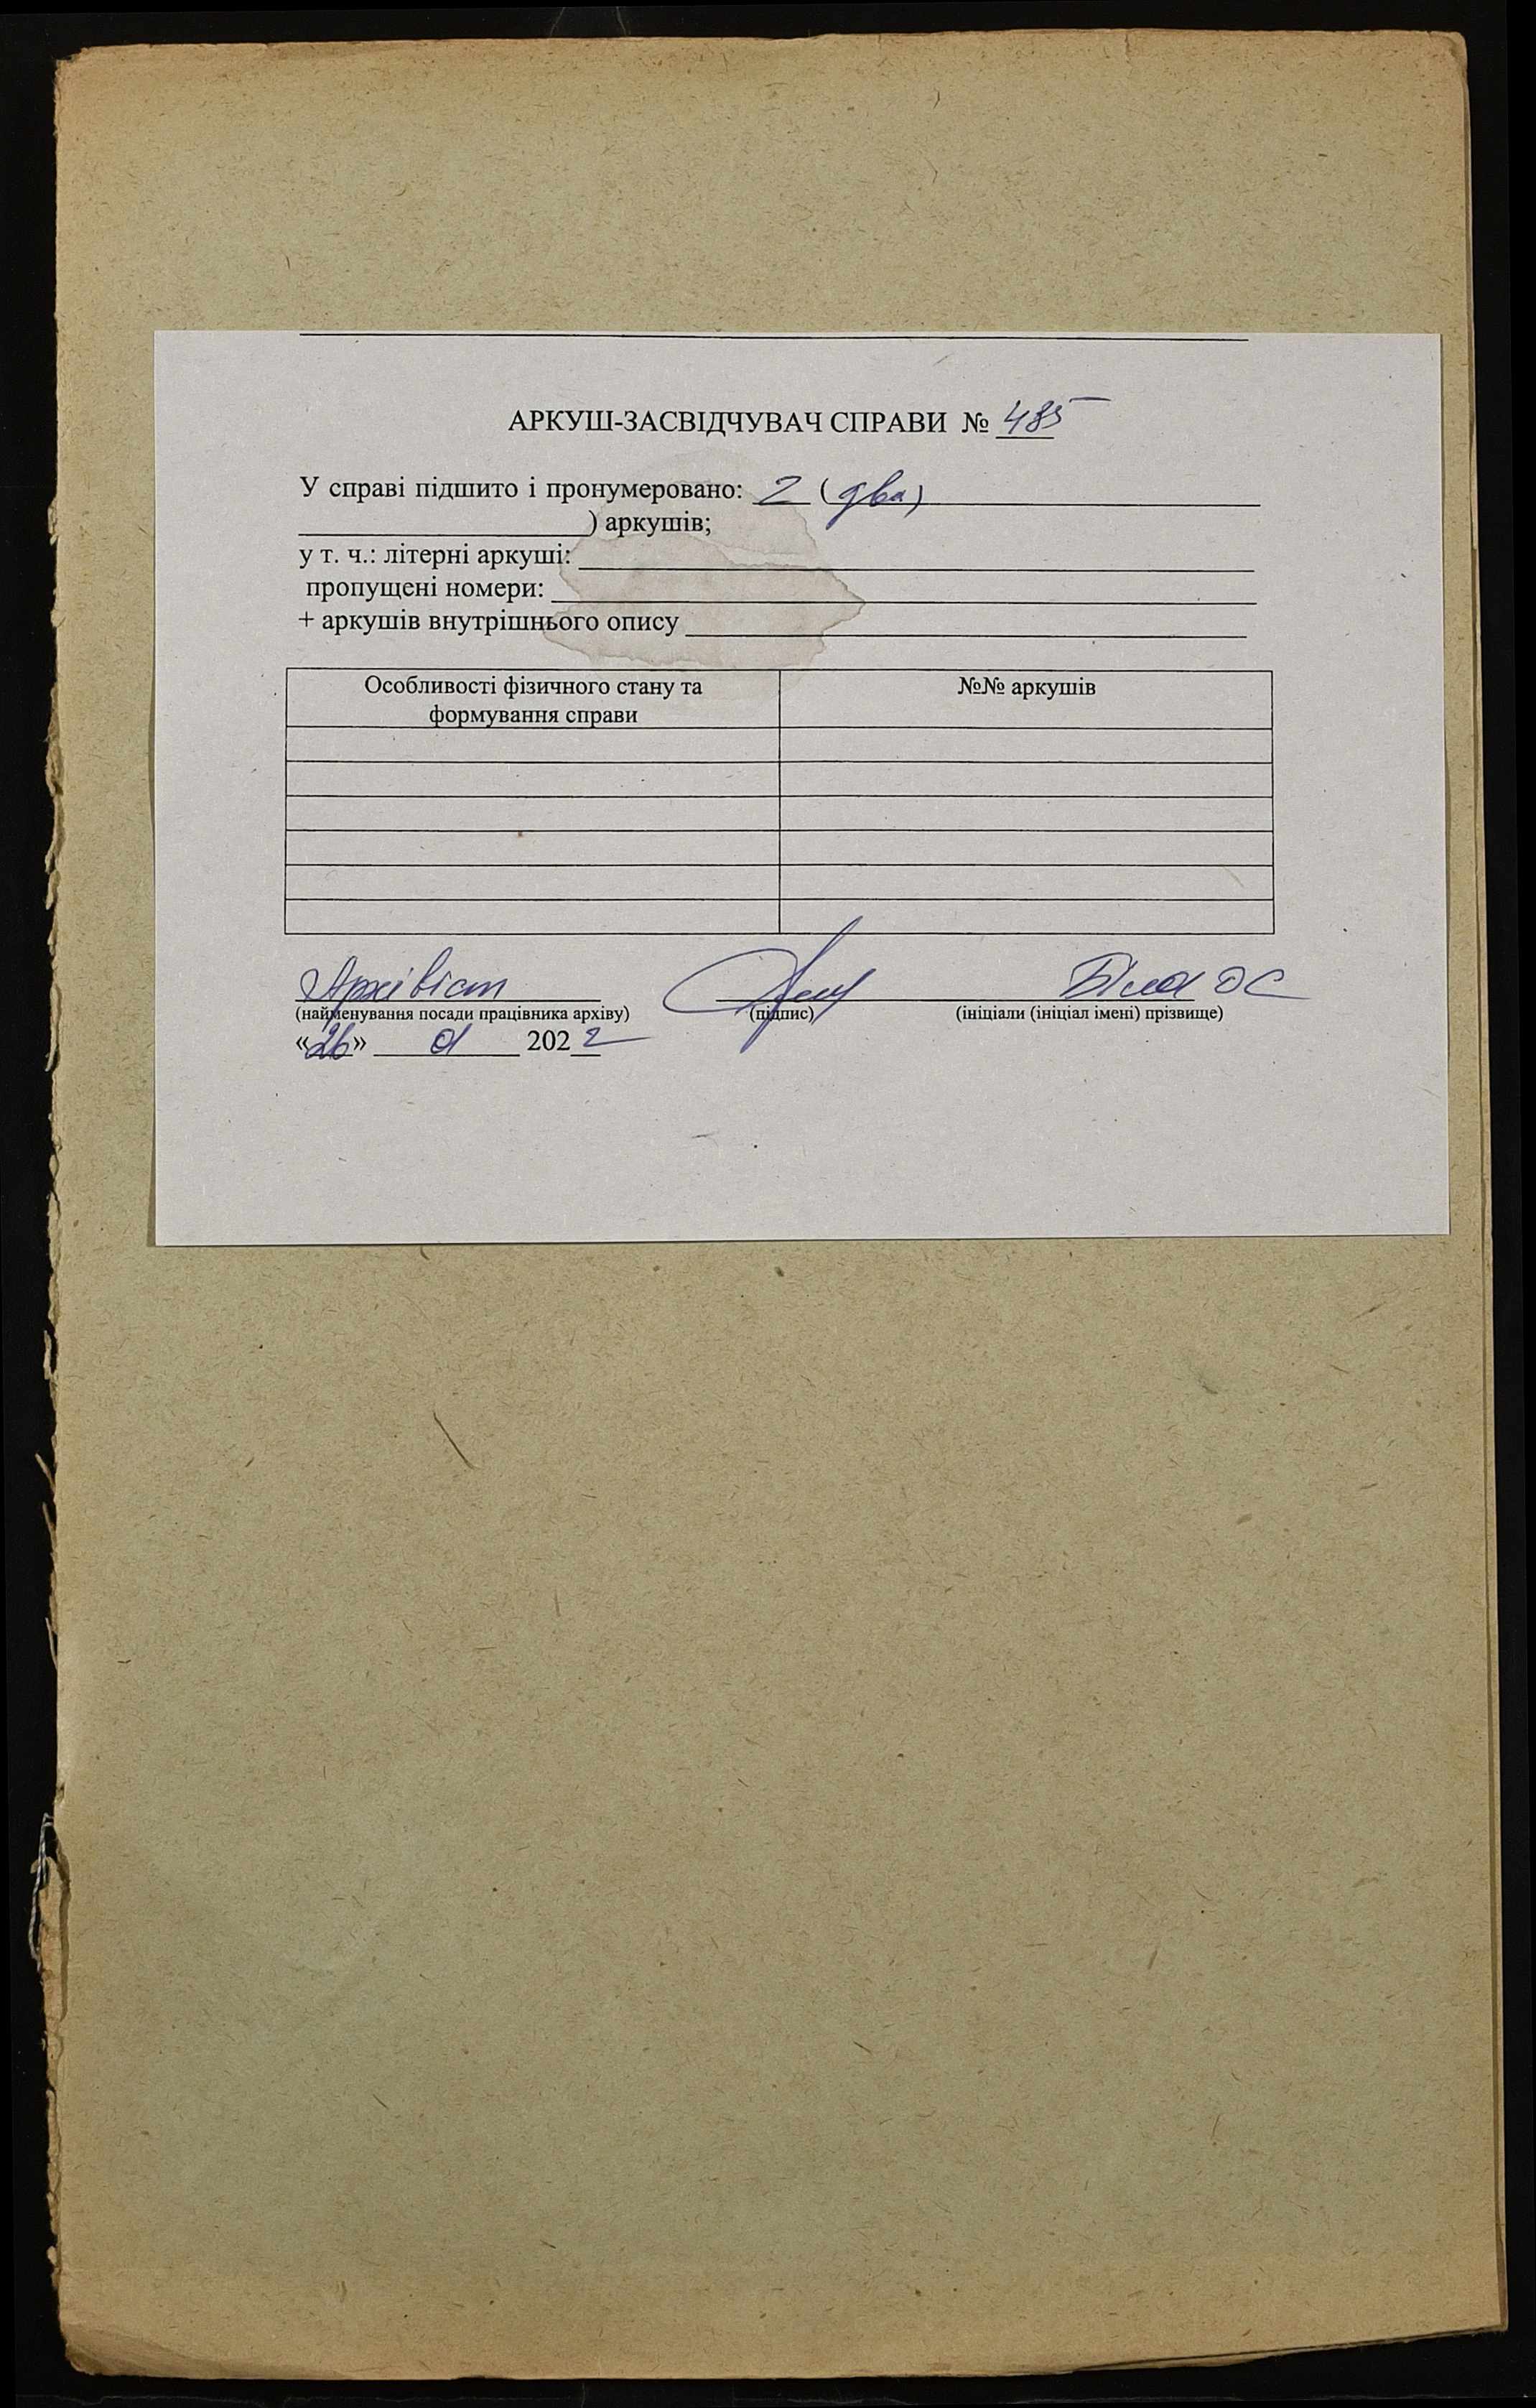 АРКУШ-ЗАСВІДЧУВАЧ СПРАВИ № 485
У справі підшито і пронумеровано: 2 (два)
) аркушів;
у т. ч.: літерні аркуші:
пропущені номери:
+ аркушів внутрішнього опису
Особливості фізичного стану та формування справи
№№ аркушів
Архівіст Біла ОС
(найменування посади працівника архіву) (підпис) (ініціали (ініціал імені) прізвище)
«26» 01 2022